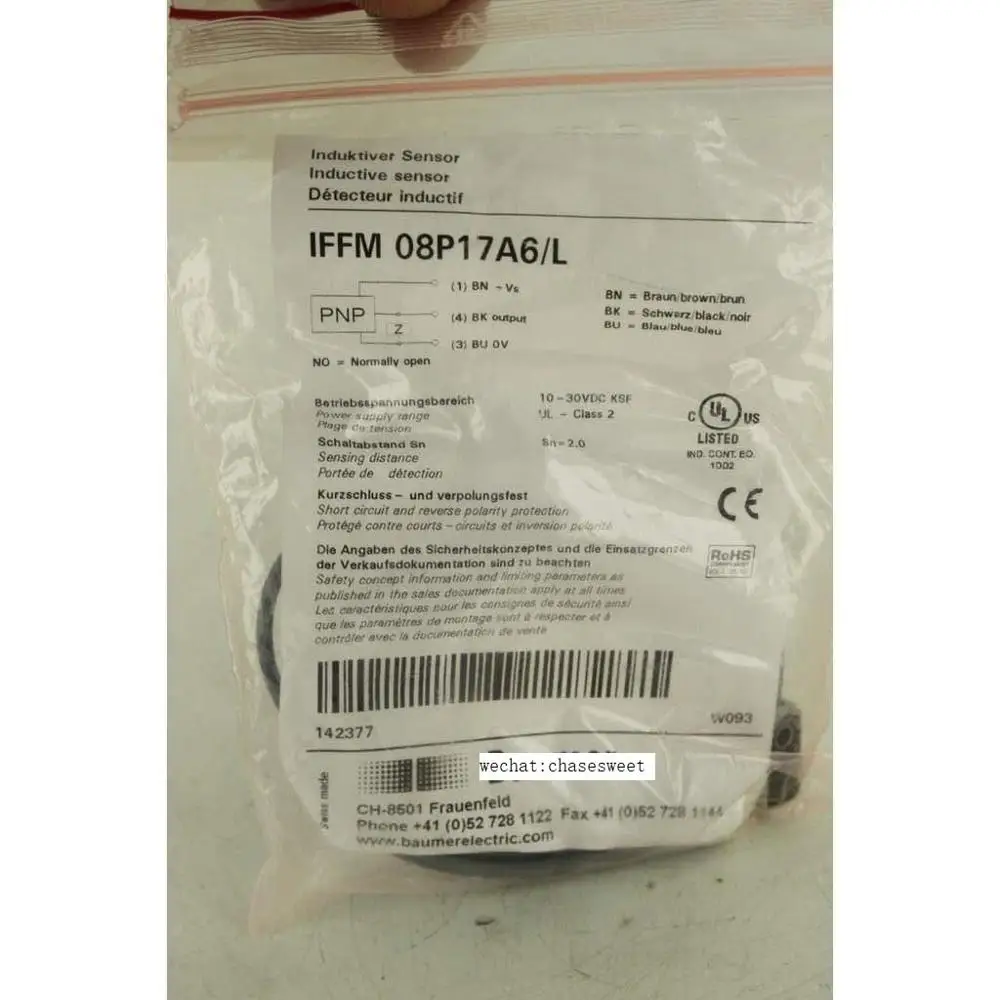 Induktiver Sensor
Inductive sensor
Détecteur inductif
IFFM 08P17A6/L
(1) BN + Vs
PNP
(4) BK output
Z
(3) BU 0V
NO = Normally open
BN = Braun/brown/brun
BK = Schwarz/black/noir
BU = Blau/blue/bleu
Betriebsspannungsbereich
Power supply range
Plage de tension
10-30VDC KSF
UL - Class 2
Schaltabstand Sn
Sensing distance
Portée de détection
Sn=2.0
C UL US
LISTED
IND. CONT. EQ.
1DD2
Kurzschluss- und verpolungsfest
Short circuit and reverse polarity protection
Protégé contre courts-circuits et inversion polarité
CE
Die Angaben des Sicherheitskonzeptes und die Einsatzgrenzen
der Verkaufsdokumentation sind zu beachten
Safety concept information and limiting parameters as
published in the sales documentation apply at all times
Les caractéristiques pour les consignes de sécurité ainsi
que les paramètres de montage sont à respecter et à
contrôler avec la documentation de vente
RoHS
COMPLIANT
142377
W093
wechat:chasesweet
Swiss made
CH-8501 Frauenfeld
Phone +41 (0)52 728 1122 Fax +41 (0)52 728 1144
www.baumerelectric.com